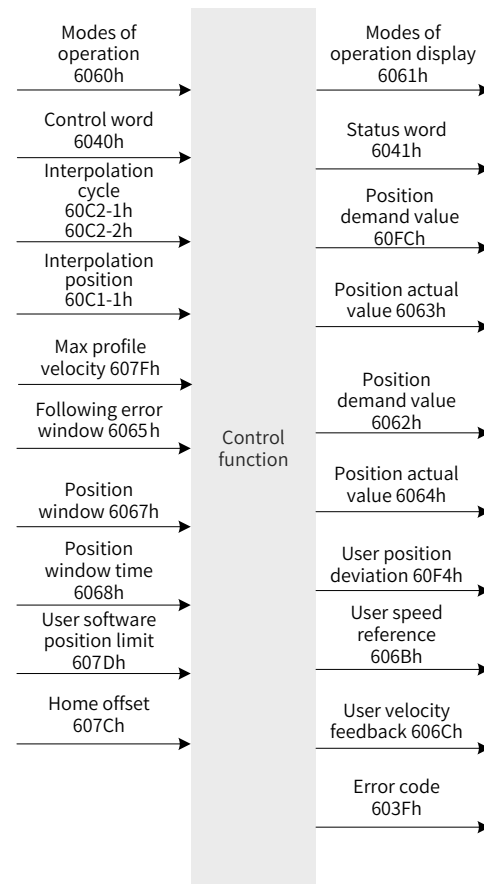 Modes of
operation
6060h
Control word
6040h
Interpolation
cycle
60C2-1h
60C2-2h
Interpolation
position
60C1-1h
Max profile
velocity 607Fh
Following error
window 6065h
Position
window 6067h
Position
window time
6068h
User software
position limit
607Dh
Home offset
607Ch
Control
function
Modes of
operation display
6061h
Status word
6041h
Position
demand value
60FCh
Position actual
value 6063h
Position
demand value
6062h
Position actual
value 6064h
User position
deviation 60F4h
User speed
reference
606Bh
User velocity
feedback 606Ch
Error code
603Fh